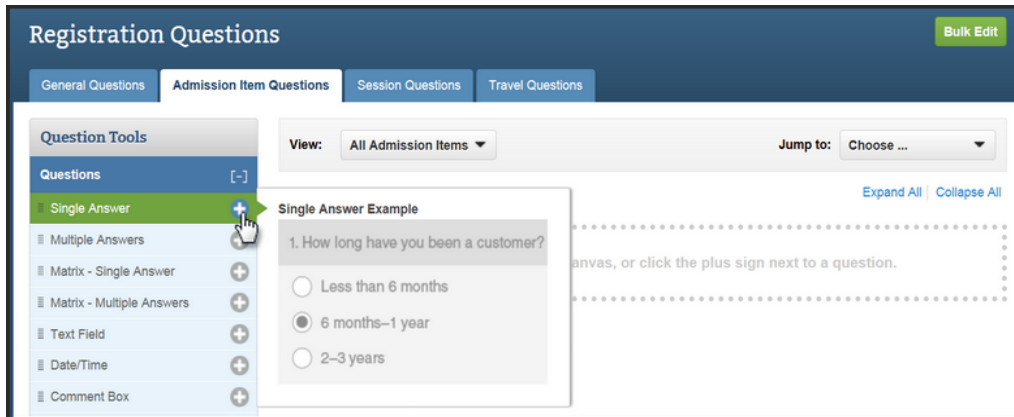 Registration Questions
Bulk Edit
General Questions
Admission Item Questions
Session Questions
Travel Questions
Question Tools
View:
All Admission Items
Jump to:
Choose ...
Questions
[-]
Expand All | Collapse All
Single Answer
Multiple Answers
Matrix - Single Answer
Matrix - Multiple Answers
Text Field
Date/Time
Comment Box
Single Answer Example
1. How long have you been a customer?
Less than 6 months
6 months–1 year
2–3 years
anvas, or click the plus sign next to a question.